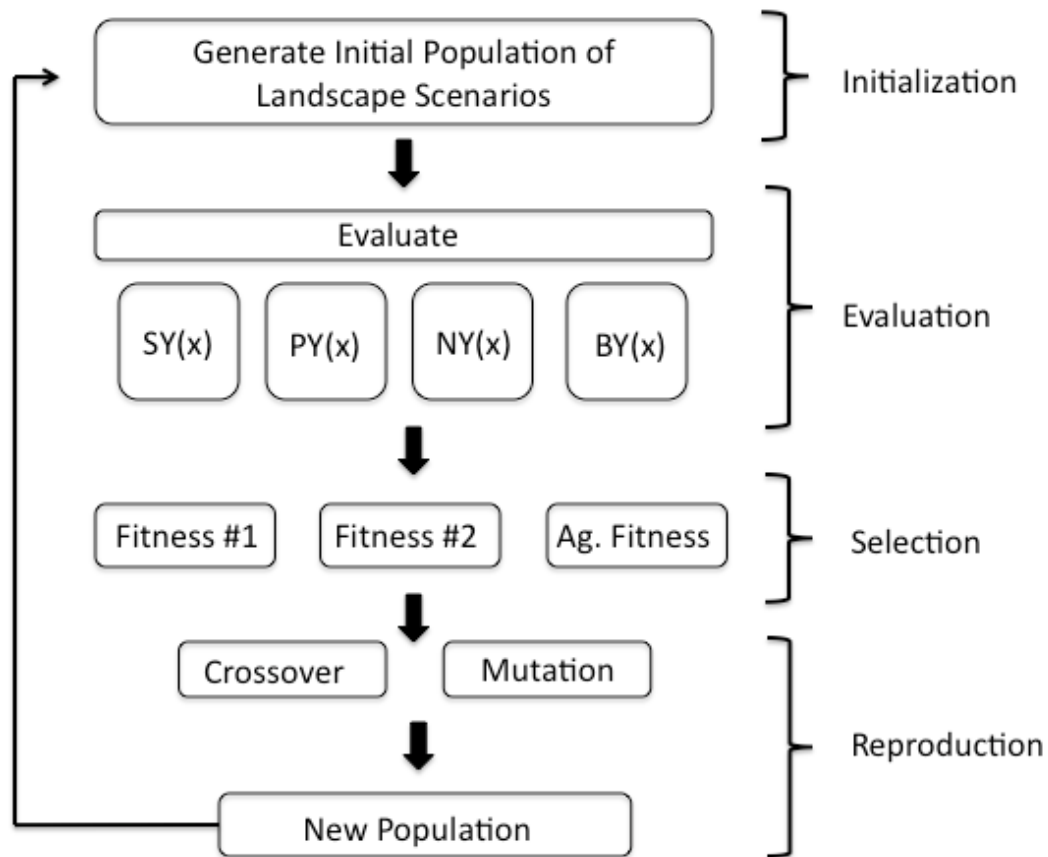 Generate Initial Population of
Landscape Scenarios
Initialization
Evaluate
SY(x)
PY(x)
NY(x)
BY(x)
Evaluation
Fitness #1
Fitness #2
Ag. Fitness
Selection
Crossover
Mutation
Reproduction
New Population